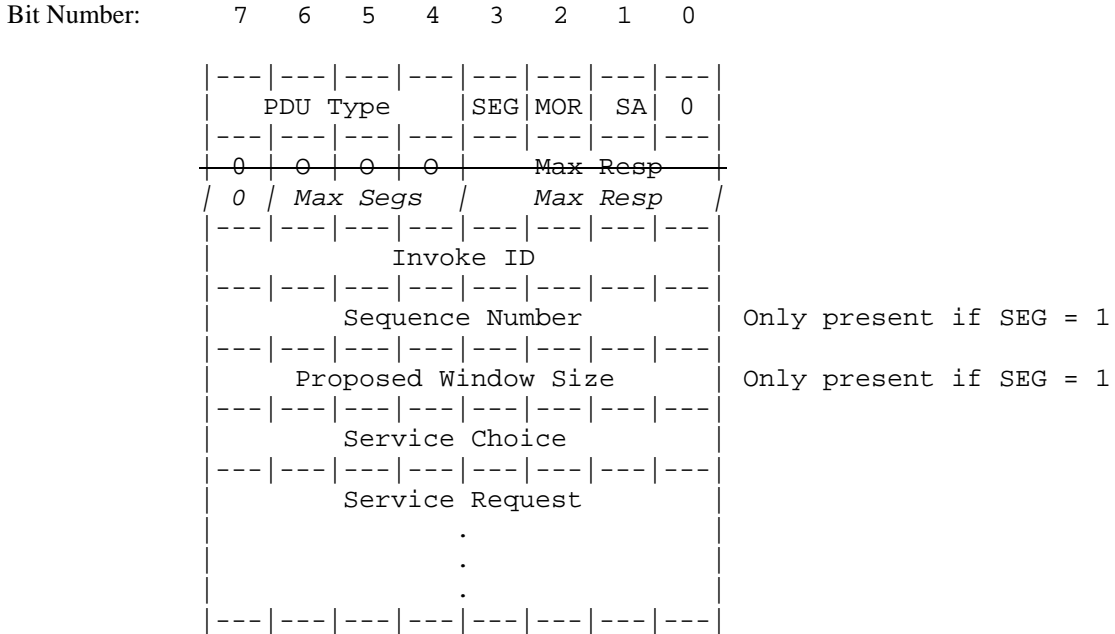 Bit Number: 7 6 5 4 3 2 1 0
|---|---|---|---|---|---|---|---|
| PDU Type |SEG|MOR| SA| 0 |
|---|---|---|---|---|---|---|---|
| 0 | 0 | 0 | 0 | Max Resp |
| 0 | Max Segs | Max Resp |
|---|---|---|---|---|---|---|---|
| Invoke ID |
|---|---|---|---|---|---|---|---|
| Sequence Number | Only present if SEG = 1
|---|---|---|---|---|---|---|---|
| Proposed Window Size | Only present if SEG = 1
|---|---|---|---|---|---|---|---|
| Service Choice |
|---|---|---|---|---|---|---|---|
| Service Request |
| . |
| . |
| . |
|---|---|---|---|---|---|---|---|